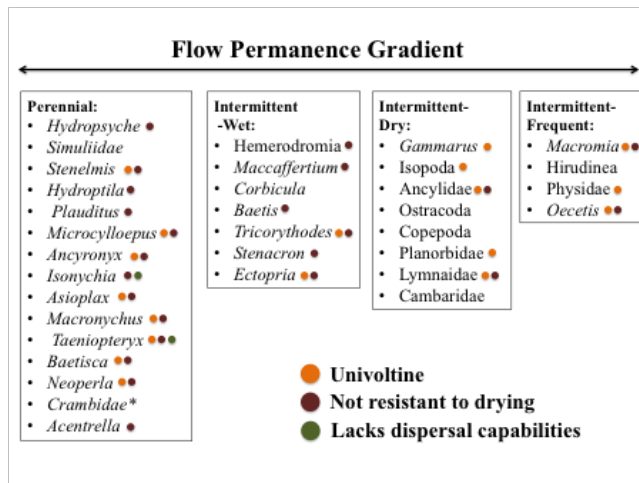 Flow Permanence Gradient
Perennial:
• Hydropsyche
• Simuliidae
• Stenelmis
• Hydroptila
• Plauditus
• Microcylloepus
• Ancyronyx
• Isonychia
• Asioplax
• Macronychus
• Taeniopteryx
• Baetisca
• Neoperla
• Crambidae*
• Acentrella
Intermittent
-Wet:
• Hemerodromia
• Maccaffertium
• Corbicula
• Baetis
• Tricorythodes
• Stenacron
• Ectopria
Intermittent-
Dry:
• Gammarus
• Isopoda
• Ancylidae
• Ostracoda
• Copepoda
• Planorbidae
• Lymnaidae
• Cambaridae
Intermittent-
Frequent:
• Macromia
• Hirudinea
• Physidae
• Oecetis
Univoltine
Not resistant to drying
Lacks dispersal capabilities